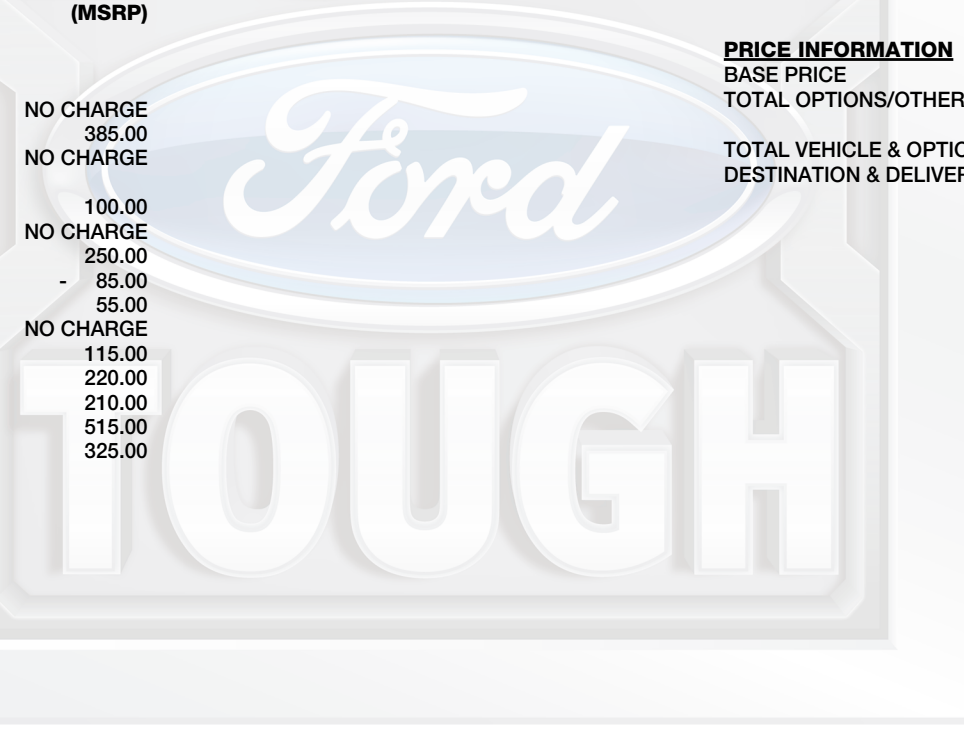 (MSRP)
NO CHARGE
385.00
NO CHARGE
100.00
NO CHARGE
250.00
- 85.00
55.00
NO CHARGE
115.00
220.00
210.00
515.00
325.00
PRICE INFORMATION
BASE PRICE
TOTAL OPTIONS/OTHER
TOTAL VEHICLE & OPTIO
DESTINATION & DELIVER
Ford
TOUGH